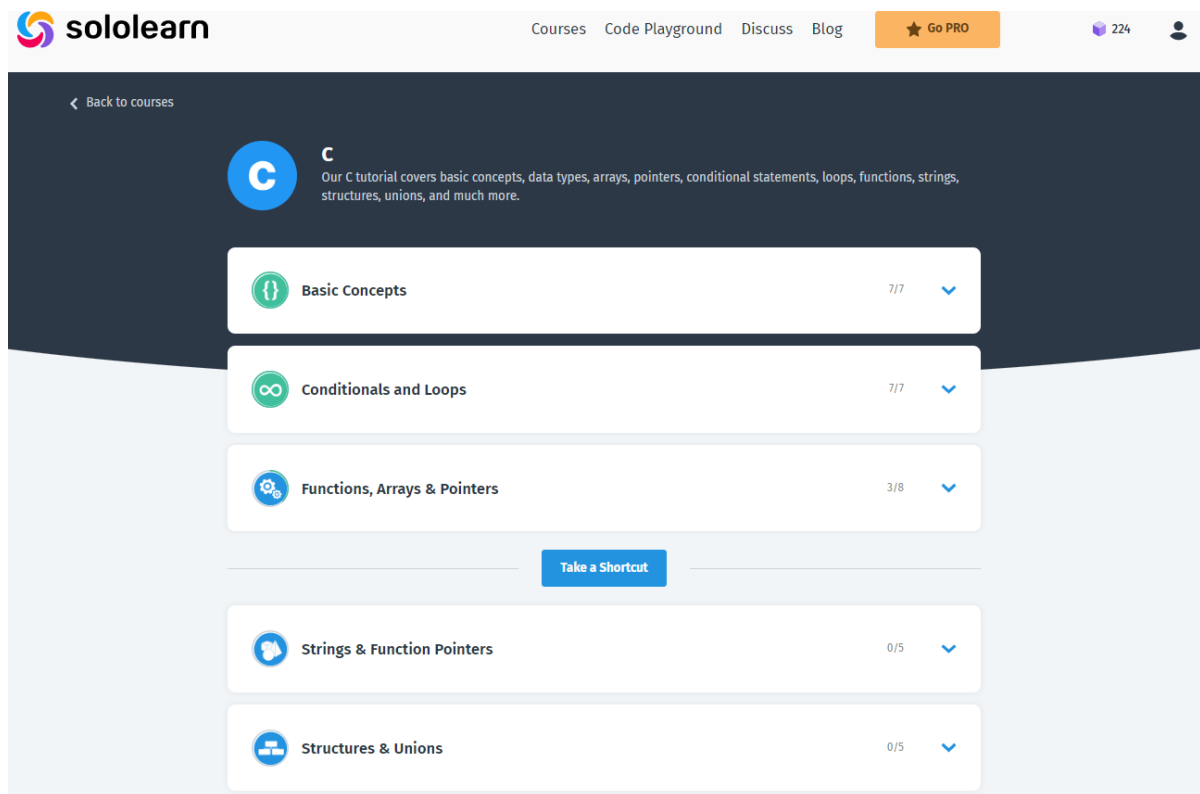 sololearn
Courses Code Playground Discuss Blog Go PRO 224
Back to courses
C
C
Our C tutorial covers basic concepts, data types, arrays, pointers, conditional statements, loops, functions, strings,
structures, unions, and much more.
{} Basic Concepts 7/7
Conditionals and Loops 7/7
Functions, Arrays & Pointers 3/8
Take a Shortcut
Strings & Function Pointers 0/5
Structures & Unions 0/5